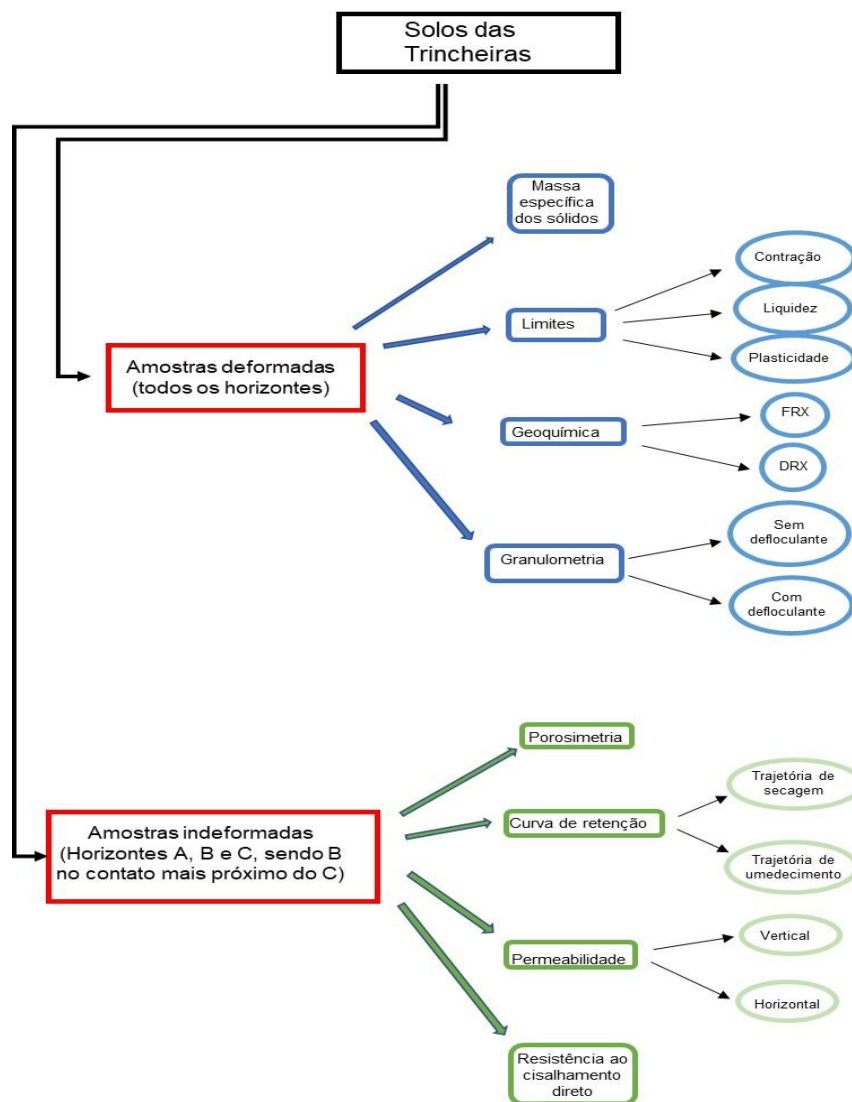 Solos das
Trincheiras
Massa
específica
dos sólidos
Contração
Limites
Liquidez
Plasticidade
Amostras deformadas
(todos os horizontes)
Geoquímica
FRX
DRX
Granulometria
Sem
defloculante
Com
defloculante
Porosimetria
Amostras indeformadas
(Horizontes A, B e C, sendo B
no contato mais próximo do C)
Curva de retenção
Trajetória de
secagem
Trajetória de
umedecimento
Permeabilidade
Vertical
Horizontal
Resistência ao
cisalhamento
direto